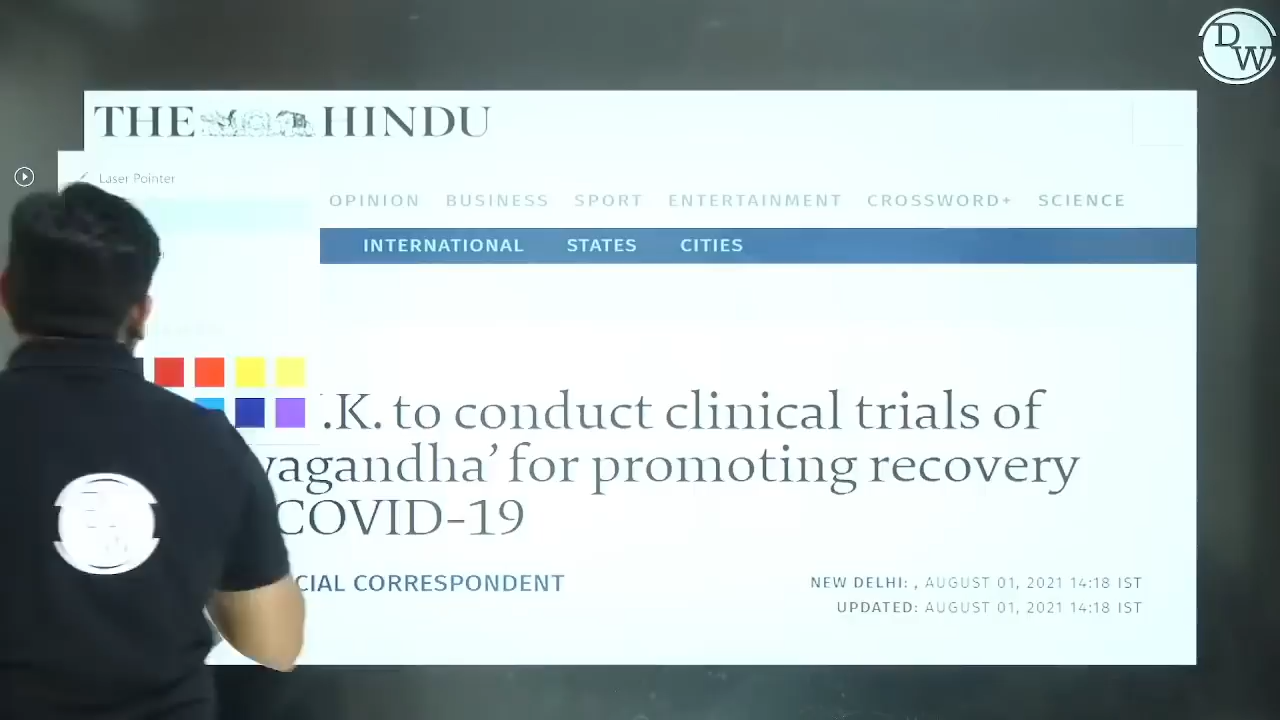 DW
THE HINDU
Laser Pointer
OPINION BUSINESS SPORT ENTERTAINMENT CROSSWORD+ SCIENCE
INTERNATIONAL STATES CITIES
.K. to conduct clinical trials of
vagandha’ for promoting recovery
COVID-19
CIAL CORRESPONDENT
NEW DELHI: , AUGUST 01, 2021 14:18 IST
UPDATED: AUGUST 01, 2021 14:18 IST